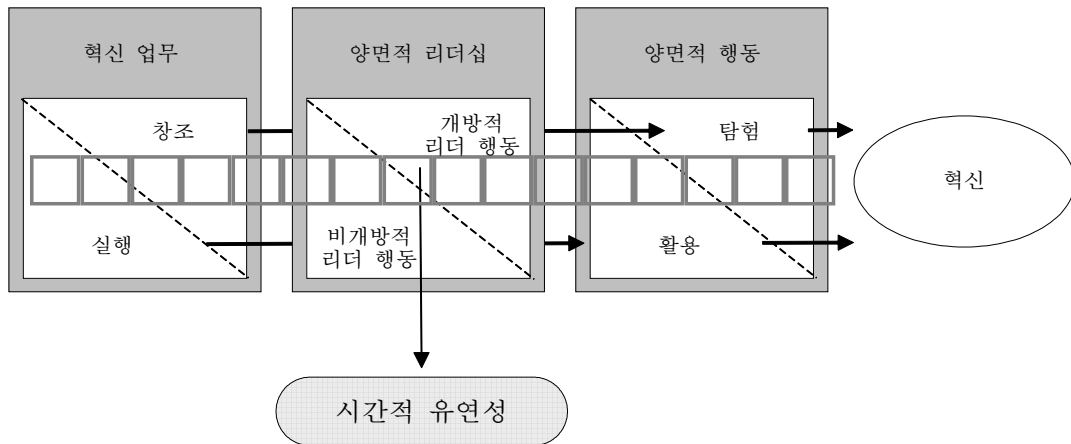 혁신 업무
양면적 리더십
양면적 행동
창조
개방적
리더 행동
탐험
혁신
실행
비개방적
리더 행동
활용
시간적 유연성